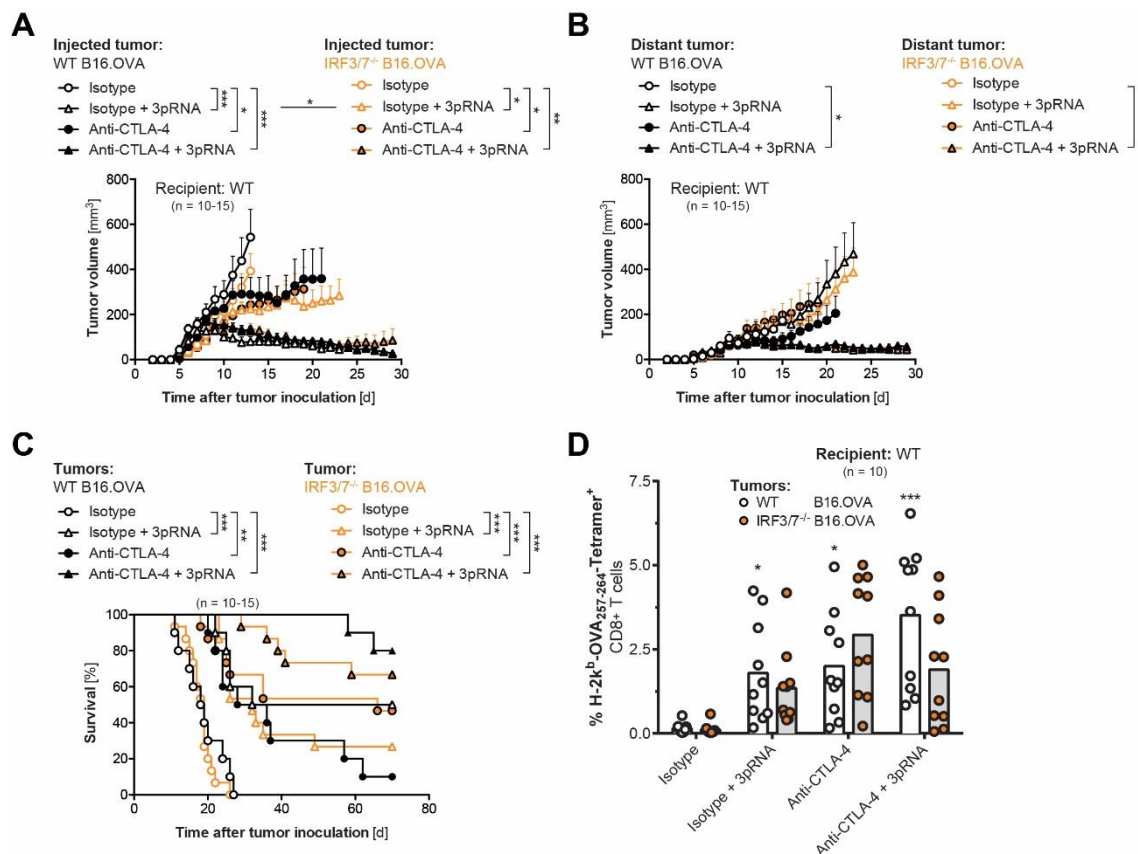 A
Injected tumor:
WT B16.OVA
Isotype
Isotype + 3pRNA
Anti-CTLA-4
Anti-CTLA-4 + 3pRNA
***
*
***
*
Injected tumor:
IRF3/7-/- B16.OVA
Isotype
Isotype + 3pRNA
Anti-CTLA-4
Anti-CTLA-4 + 3pRNA
*
*
**
Recipient: WT
(n = 10-15)
Tumor volume [mm³]
800
600
400
200
0
0 5 10 15 20 25 30
Time after tumor inoculation [d]
B
Distant tumor:
WT B16.OVA
Isotype
Isotype + 3pRNA
Anti-CTLA-4
Anti-CTLA-4 + 3pRNA
*
Distant tumor:
IRF3/7-/- B16.OVA
Isotype
Isotype + 3pRNA
Anti-CTLA-4
Anti-CTLA-4 + 3pRNA
Recipient: WT
(n = 10-15)
Tumor volume [mm³]
800
600
400
200
0
0 5 10 15 20 25 30
Time after tumor inoculation [d]
C
Tumors:
WT B16.OVA
Isotype
Isotype + 3pRNA
Anti-CTLA-4
Anti-CTLA-4 + 3pRNA
***
**
***
Tumor:
IRF3/7-/- B16.OVA
Isotype
Isotype + 3pRNA
Anti-CTLA-4
Anti-CTLA-4 + 3pRNA
***
***
***
(n = 10-15)
Survival [%]
100
80
60
40
20
0
0 20 40 60 80
Time after tumor inoculation [d]
D
Recipient: WT
(n = 10)
Tumors:
WT B16.OVA
IRF3/7-/- B16.OVA
% H-2kb-OVA257-264-Tetramer+
CD8+ T cells
7.5
5.0
2.5
0.0
*
*
***
Isotype
Isotype + 3pRNA
Anti-CTLA-4
Anti-CTLA-4 + 3pRNA